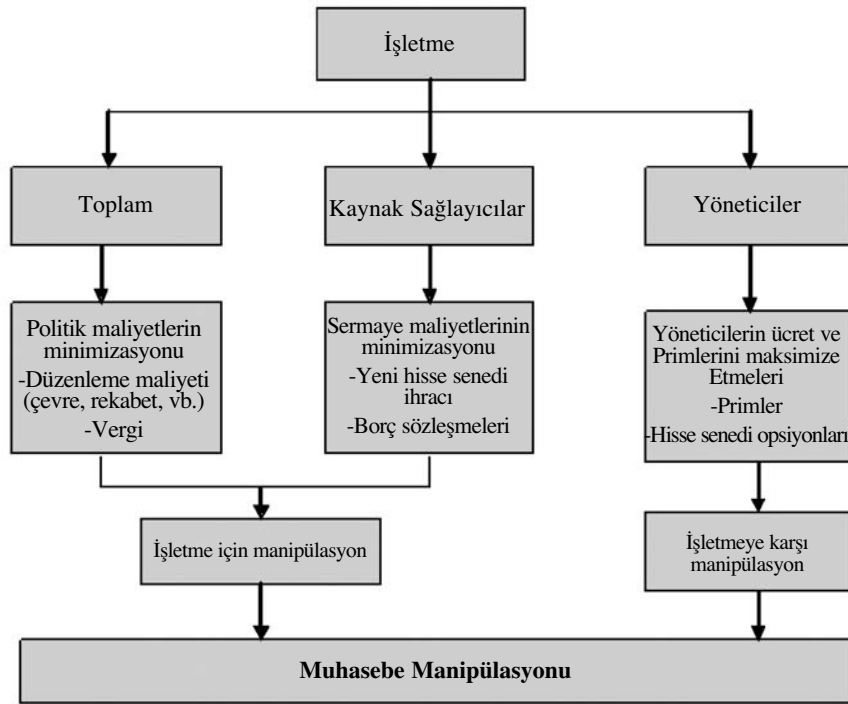 İşletme
Toplam
Kaynak Sağlayıcılar
Yöneticiler
Politik maliyetlerin
minimizasyonu
-Düzenleme maliyeti
(çevre, rekabet, vb.)
-Vergi
Sermaye maliyetlerinin
minimizasyonu
-Yeni hisse senedi
ihracı
-Borç sözleşmeleri
Yöneticilerin ücret ve
Primlerini maksimize
Etmeleri
-Primler
-Hisse senedi opsiyonları
İşletme için manipülasyon
İşletmeye karşı
manipülasyon
Muhasebe Manipülasyonu